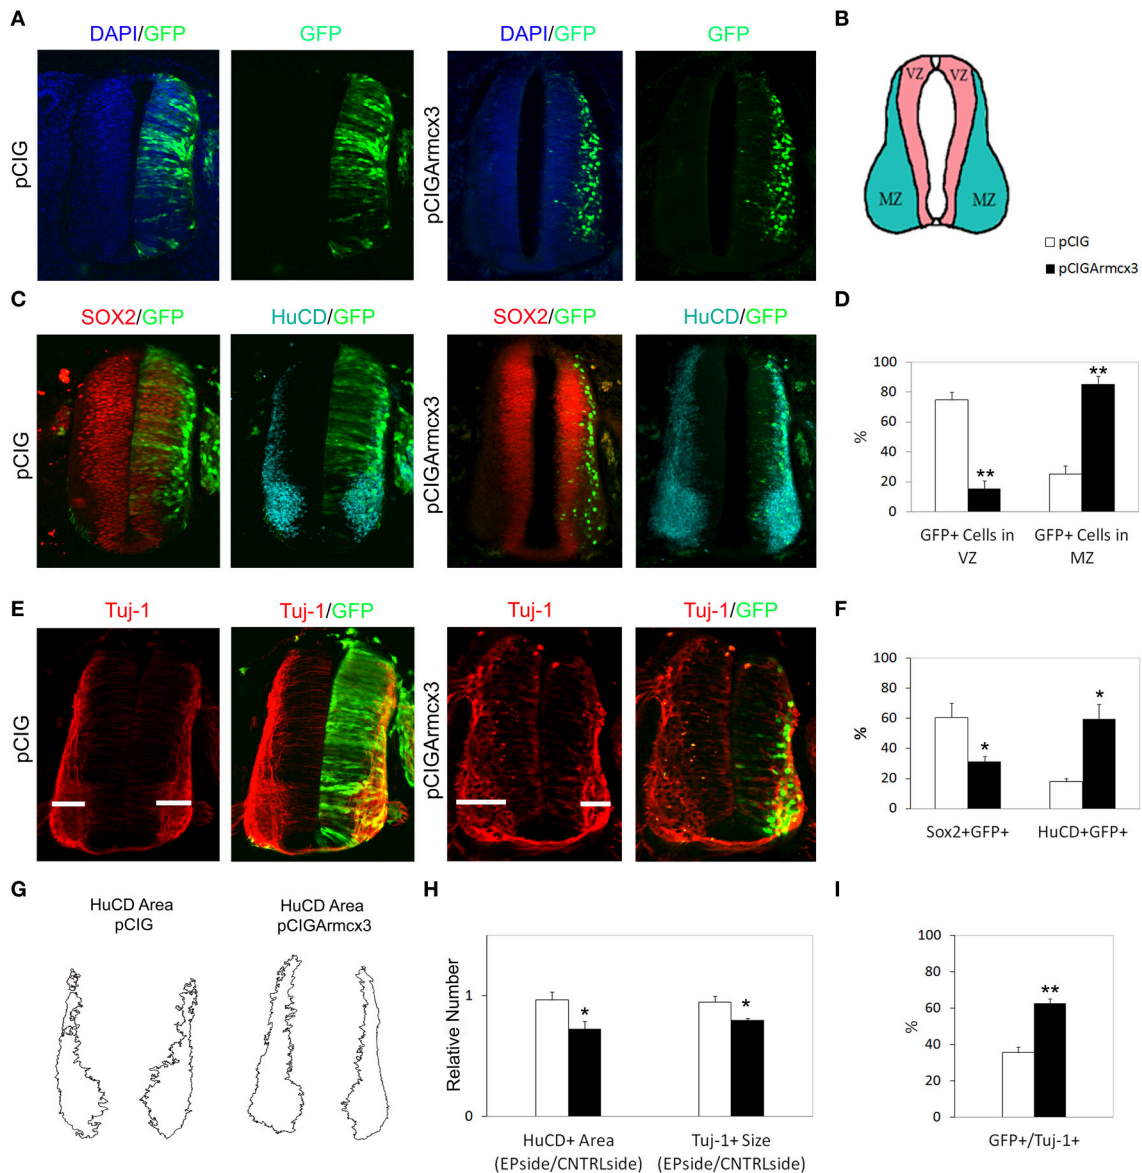 A
B
DAPI/GFP
GFP
DAPI/GFP
GFP
pCIG
pCIGArmcx3
VZ
VZ
MZ
MZ
pCIG
pCIGArmcx3
C
D
SOX2/GFP
HuCD/GFP
SOX2/GFP
HuCD/GFP
pCIG
pCIGArmcx3
100
80
60
40
20
0
%
**
**
GFP+ Cells in VZ
GFP+ Cells in MZ
E
F
Tuj-1
Tuj-1/GFP
Tuj-1
Tuj-1/GFP
pCIG
pCIGArmcx3
100
80
60
40
20
0
%
*
*
Sox2+GFP+
HuCD+GFP+
G
H
I
HuCD Area
pCIG
HuCD Area
pCIGArmcx3
Relative Number
1
0
*
*
HuCD+ Area
(EPside/CNTRLside)
Tuj-1+ Size
(EPside/CNTRLside)
100
80
60
40
20
0
%
**
GFP+/Tuj-1+